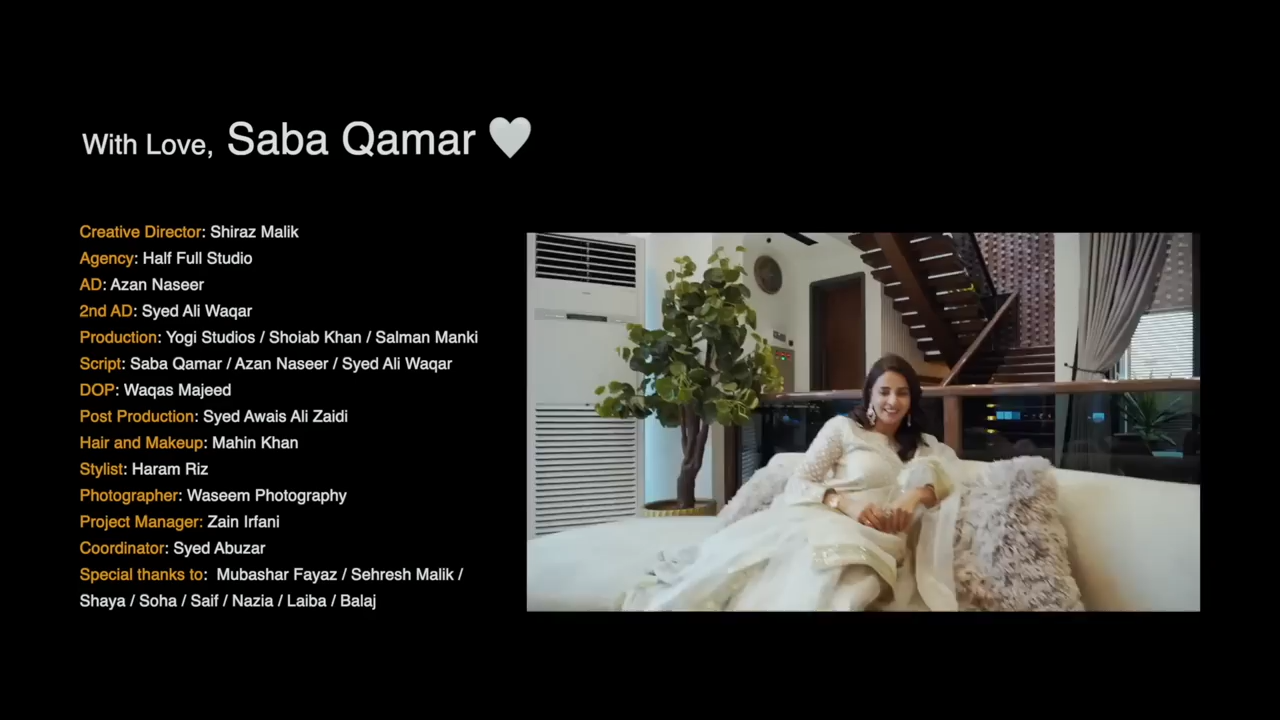 With Love, Saba Qamar 🤍
Creative Director: Shiraz Malik
Agency: Half Full Studio
AD: Azan Naseer
2nd AD: Syed Ali Waqar
Production: Yogi Studios / Shoiab Khan / Salman Manki
Script: Saba Qamar / Azan Naseer / Syed Ali Waqar
DOP: Waqas Majeed
Post Production: Syed Awais Ali Zaidi
Hair and Makeup: Mahin Khan
Stylist: Haram Riz
Photographer: Waseem Photography
Project Manager: Zain Irfani
Coordinator: Syed Abuzar
Special thanks to: Mubashar Fayaz / Sehresh Malik /
Shaya / Soha / Saif / Nazia / Laiba / Balaj